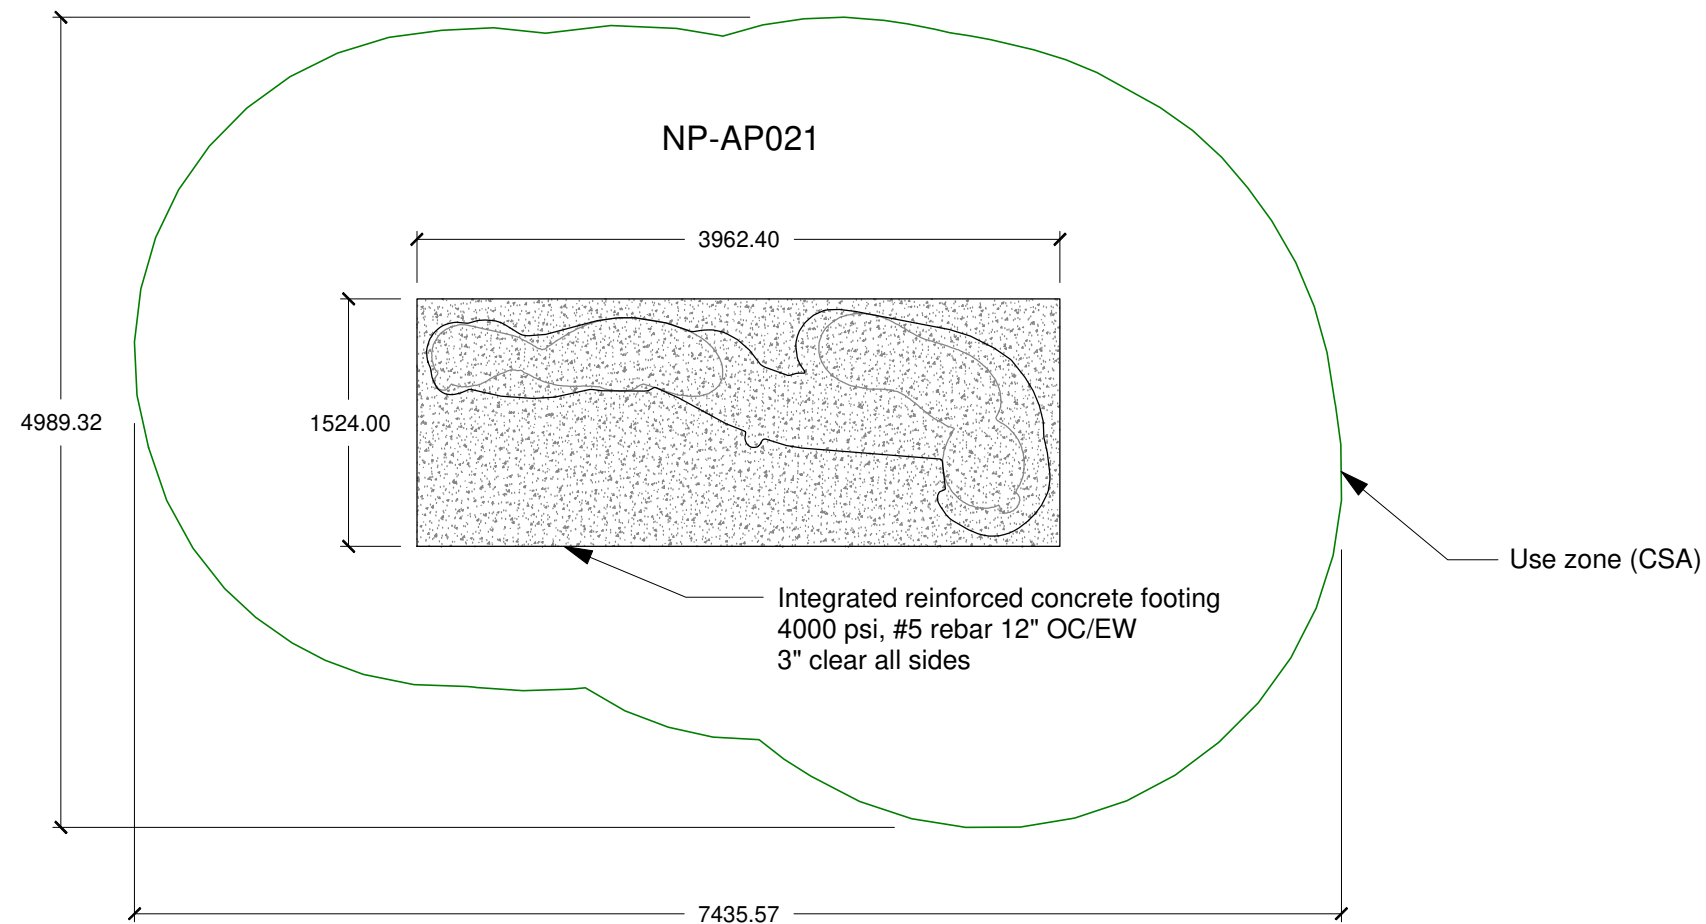 NP-AP021
3962.40
4989.32
1524.00
Use zone (CSA)
Integrated reinforced concrete footing
4000 psi, #5 rebar 12" OC/EW
3" clear all sides
7435.57